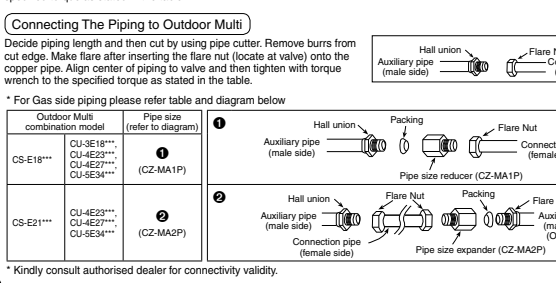 Connecting The Piping to Outdoor Multi
Decide piping length and then cut by using pipe cutter. Remove burrs from
cut edge. Make flare after inserting the flare nut (locate at valve) onto the
copper pipe. Align center of piping to valve and then tighten with torque
wrench to the specified torque as stated in the table.
Hall union
Flare
Auxiliary pipe
(male side)
* For Gas side piping please refer table and diagram below
Outdoor Multi
combination model
Pipe size
(refer to diagram)
CS-E18***
CU-3E18***,
CU-4E23***,
CU-4E27***,
CU-5E34***
❶
(CZ-MA1P)
❶
Hall union
Packing
Flare Nut
Auxiliary pipe
(male side)
(female
Pipe size reducer (CZ-MA1P)
CS-E21***
CU-4E23***,
CU-4E27***,
CU-5E34***
❷
(CZ-MA2P)
❷
Hall union
Flare Nut
Packing
Flare
Auxiliary pipe
(male side)
Connection pipe
(female side)
Pipe size expander (CZ-MA2P)
* Kindly consult authorised dealer for connectivity validity.